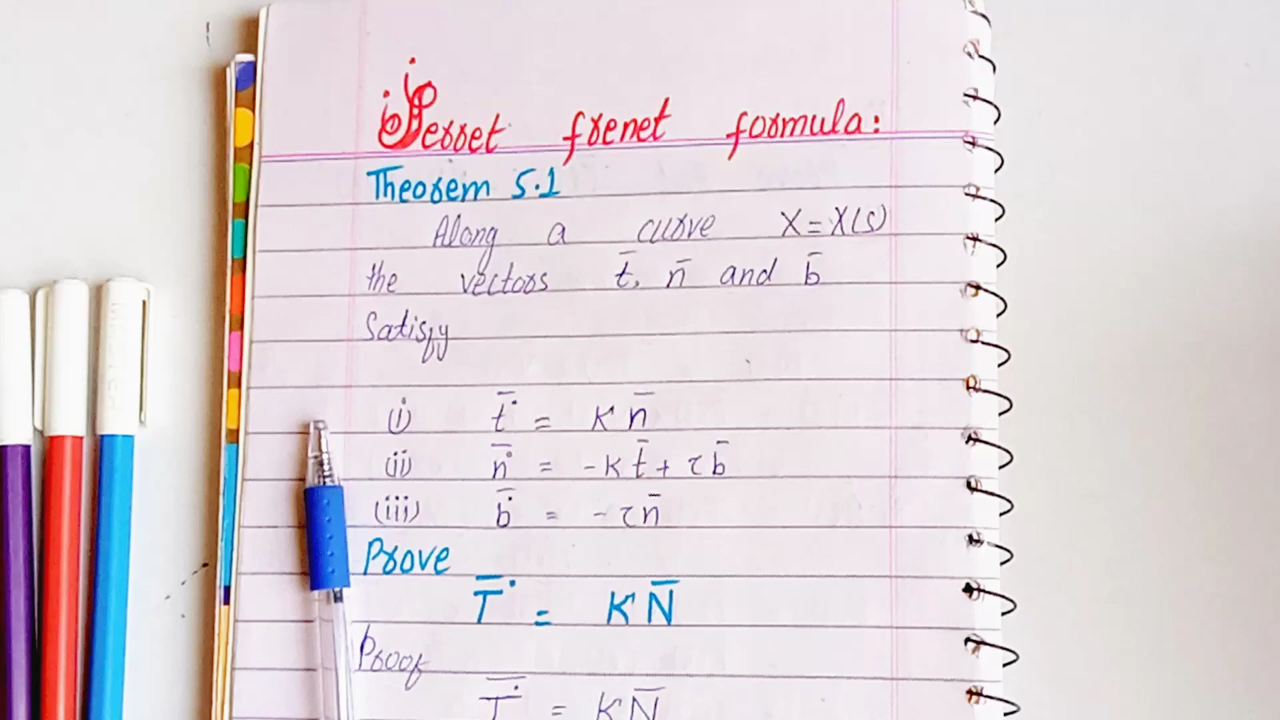 Serret frenet formula:
Theorem 5.1
Along a curve X = X(s)
the vectors t̄, n̄ and b̄
Satisfy
(i) t̄̇ = K n̄
(ii) n̄̇ = -K t̄ + τ b̄
(iii) b̄̇ = - τ n̄
Prove
T̄̇ = K N̄
Proof
T̄̇ = K N̄